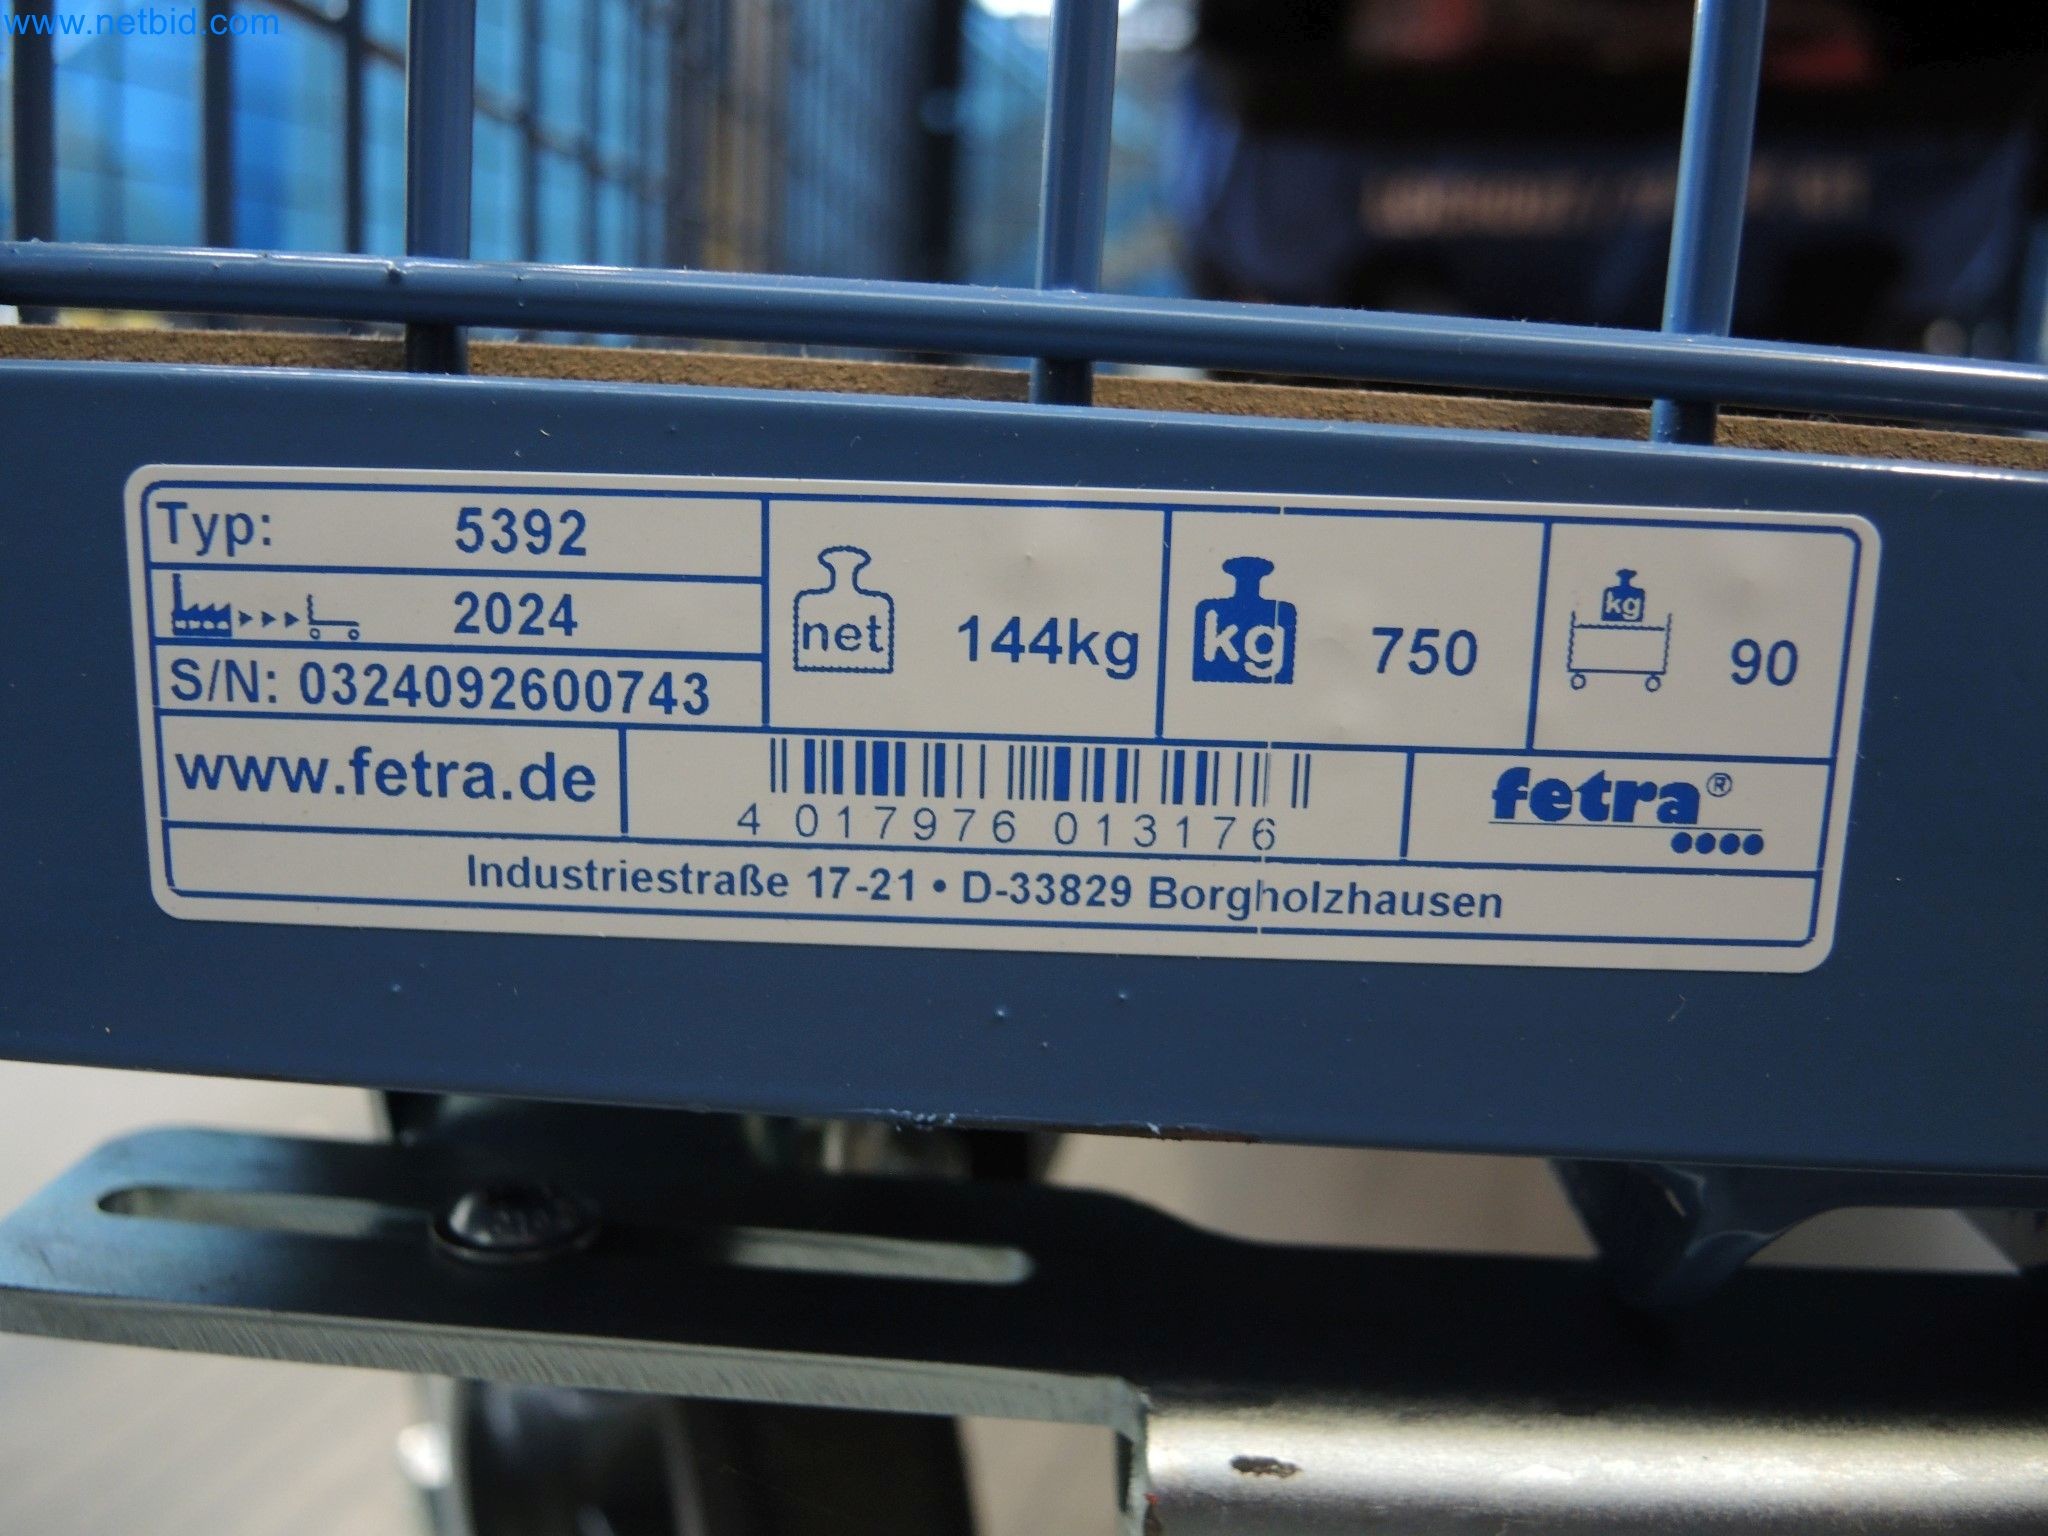 www.netbid.com
Typ: 5392
2024
S/N: 0324092600743
net 144kg
kg 750
kg 90
www.fetra.de
4 017976 013176
fetra®
Industriestraße 17-21 • D-33829 Borgholzhausen